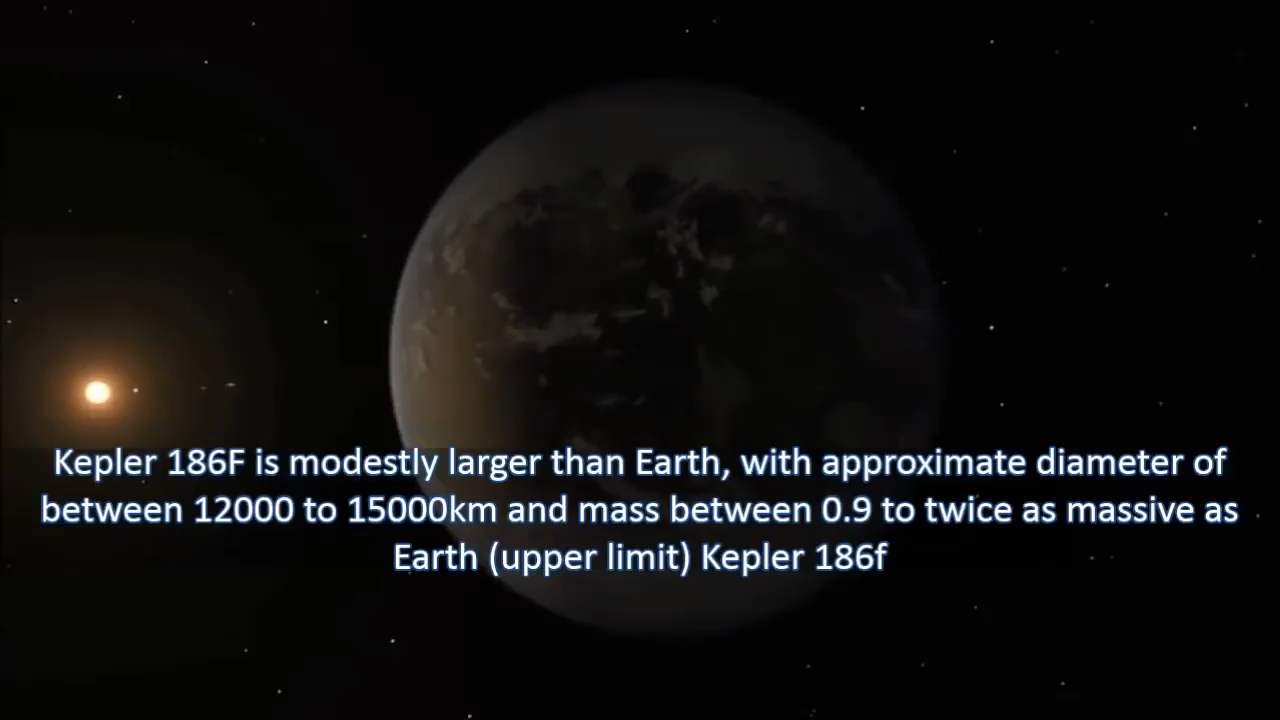 Kepler 186F is modestly larger than Earth, with approximate diameter of
between 12000 to 15000km and mass between 0.9 to twice as massive as
Earth (upper limit) Kepler 186f